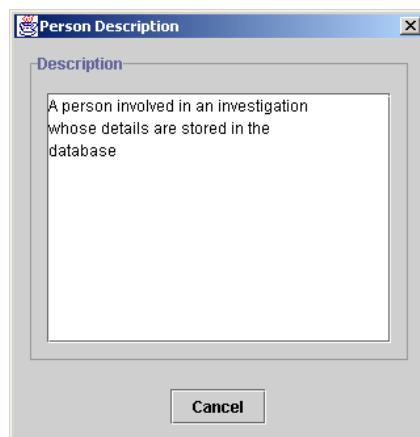 Person Description
Description
A person involved in an investigation
whose details are stored in the
database
Cancel